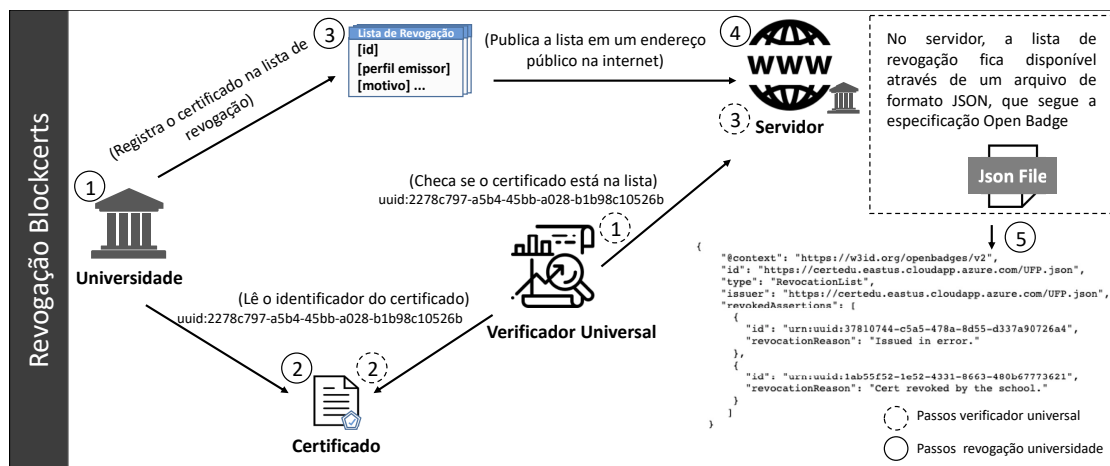 Revogação Blockcerts
1
Universidade
(Registra o certificado na lista de
revogação)
3
Lista de Revogação
[id]
[perfil emissor]
[motivo] ...
(Publica a lista em um endereço
público na internet)
4
WWW
3
Servidor
No servidor, a lista de
revogação fica disponível
através de um arquivo de
formato JSON, que segue a
especificação Open Badge
Json File
5
(Checa se o certificado está na lista)
uuid:2278c797-a5b4-45bb-a028-b1b98c10526b
1
Verificador Universal
(Lê o identificador do certificado)
uuid:2278c797-a5b4-45bb-a028-b1b98c10526b
2
2
Certificado
{
"@context": "https://w3id.org/openbadges/v2",
"id": "https://certedu.eastus.cloudapp.azure.com/UFP.json",
"type": "RevocationList",
"issuer": "https://certedu.eastus.cloudapp.azure.com/UFP.json",
"revokedAssertions": [
{
"id": "urn:uuid:37810744-c5a5-478a-8d55-d337a90726a4",
"revocationReason": "Issued in error."
},
{
"id": "urn:uuid:1ab55f52-1e52-4331-8663-480b67773621",
"revocationReason": "Cert revoked by the school."
}
]
}
Passos verificador universal
Passos revogação universidade